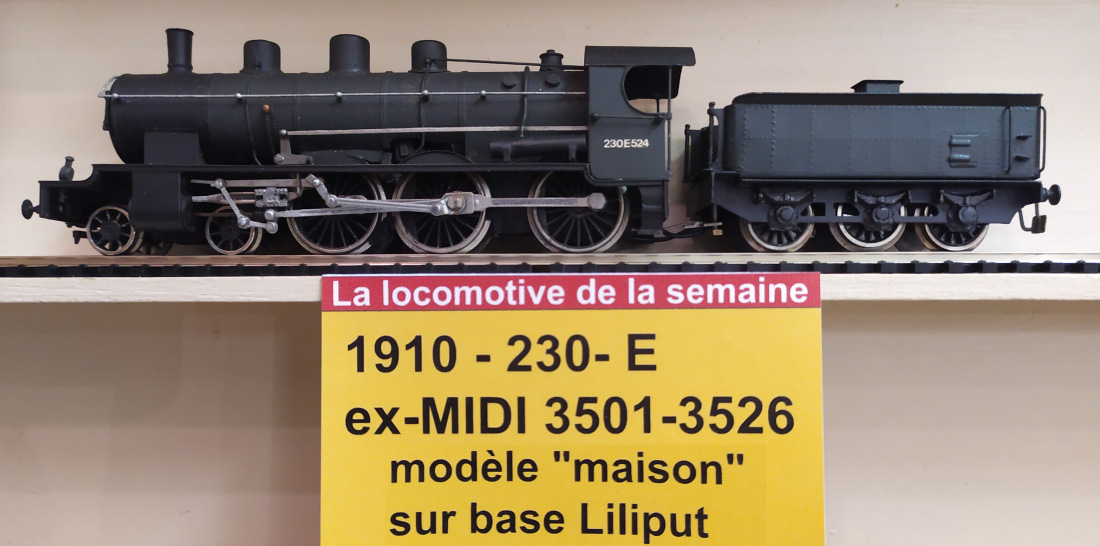 230E524
La locomotive de la semaine
1910 - 230- E
ex-MIDI 3501-3526
modèle "maison"
sur base Liliput